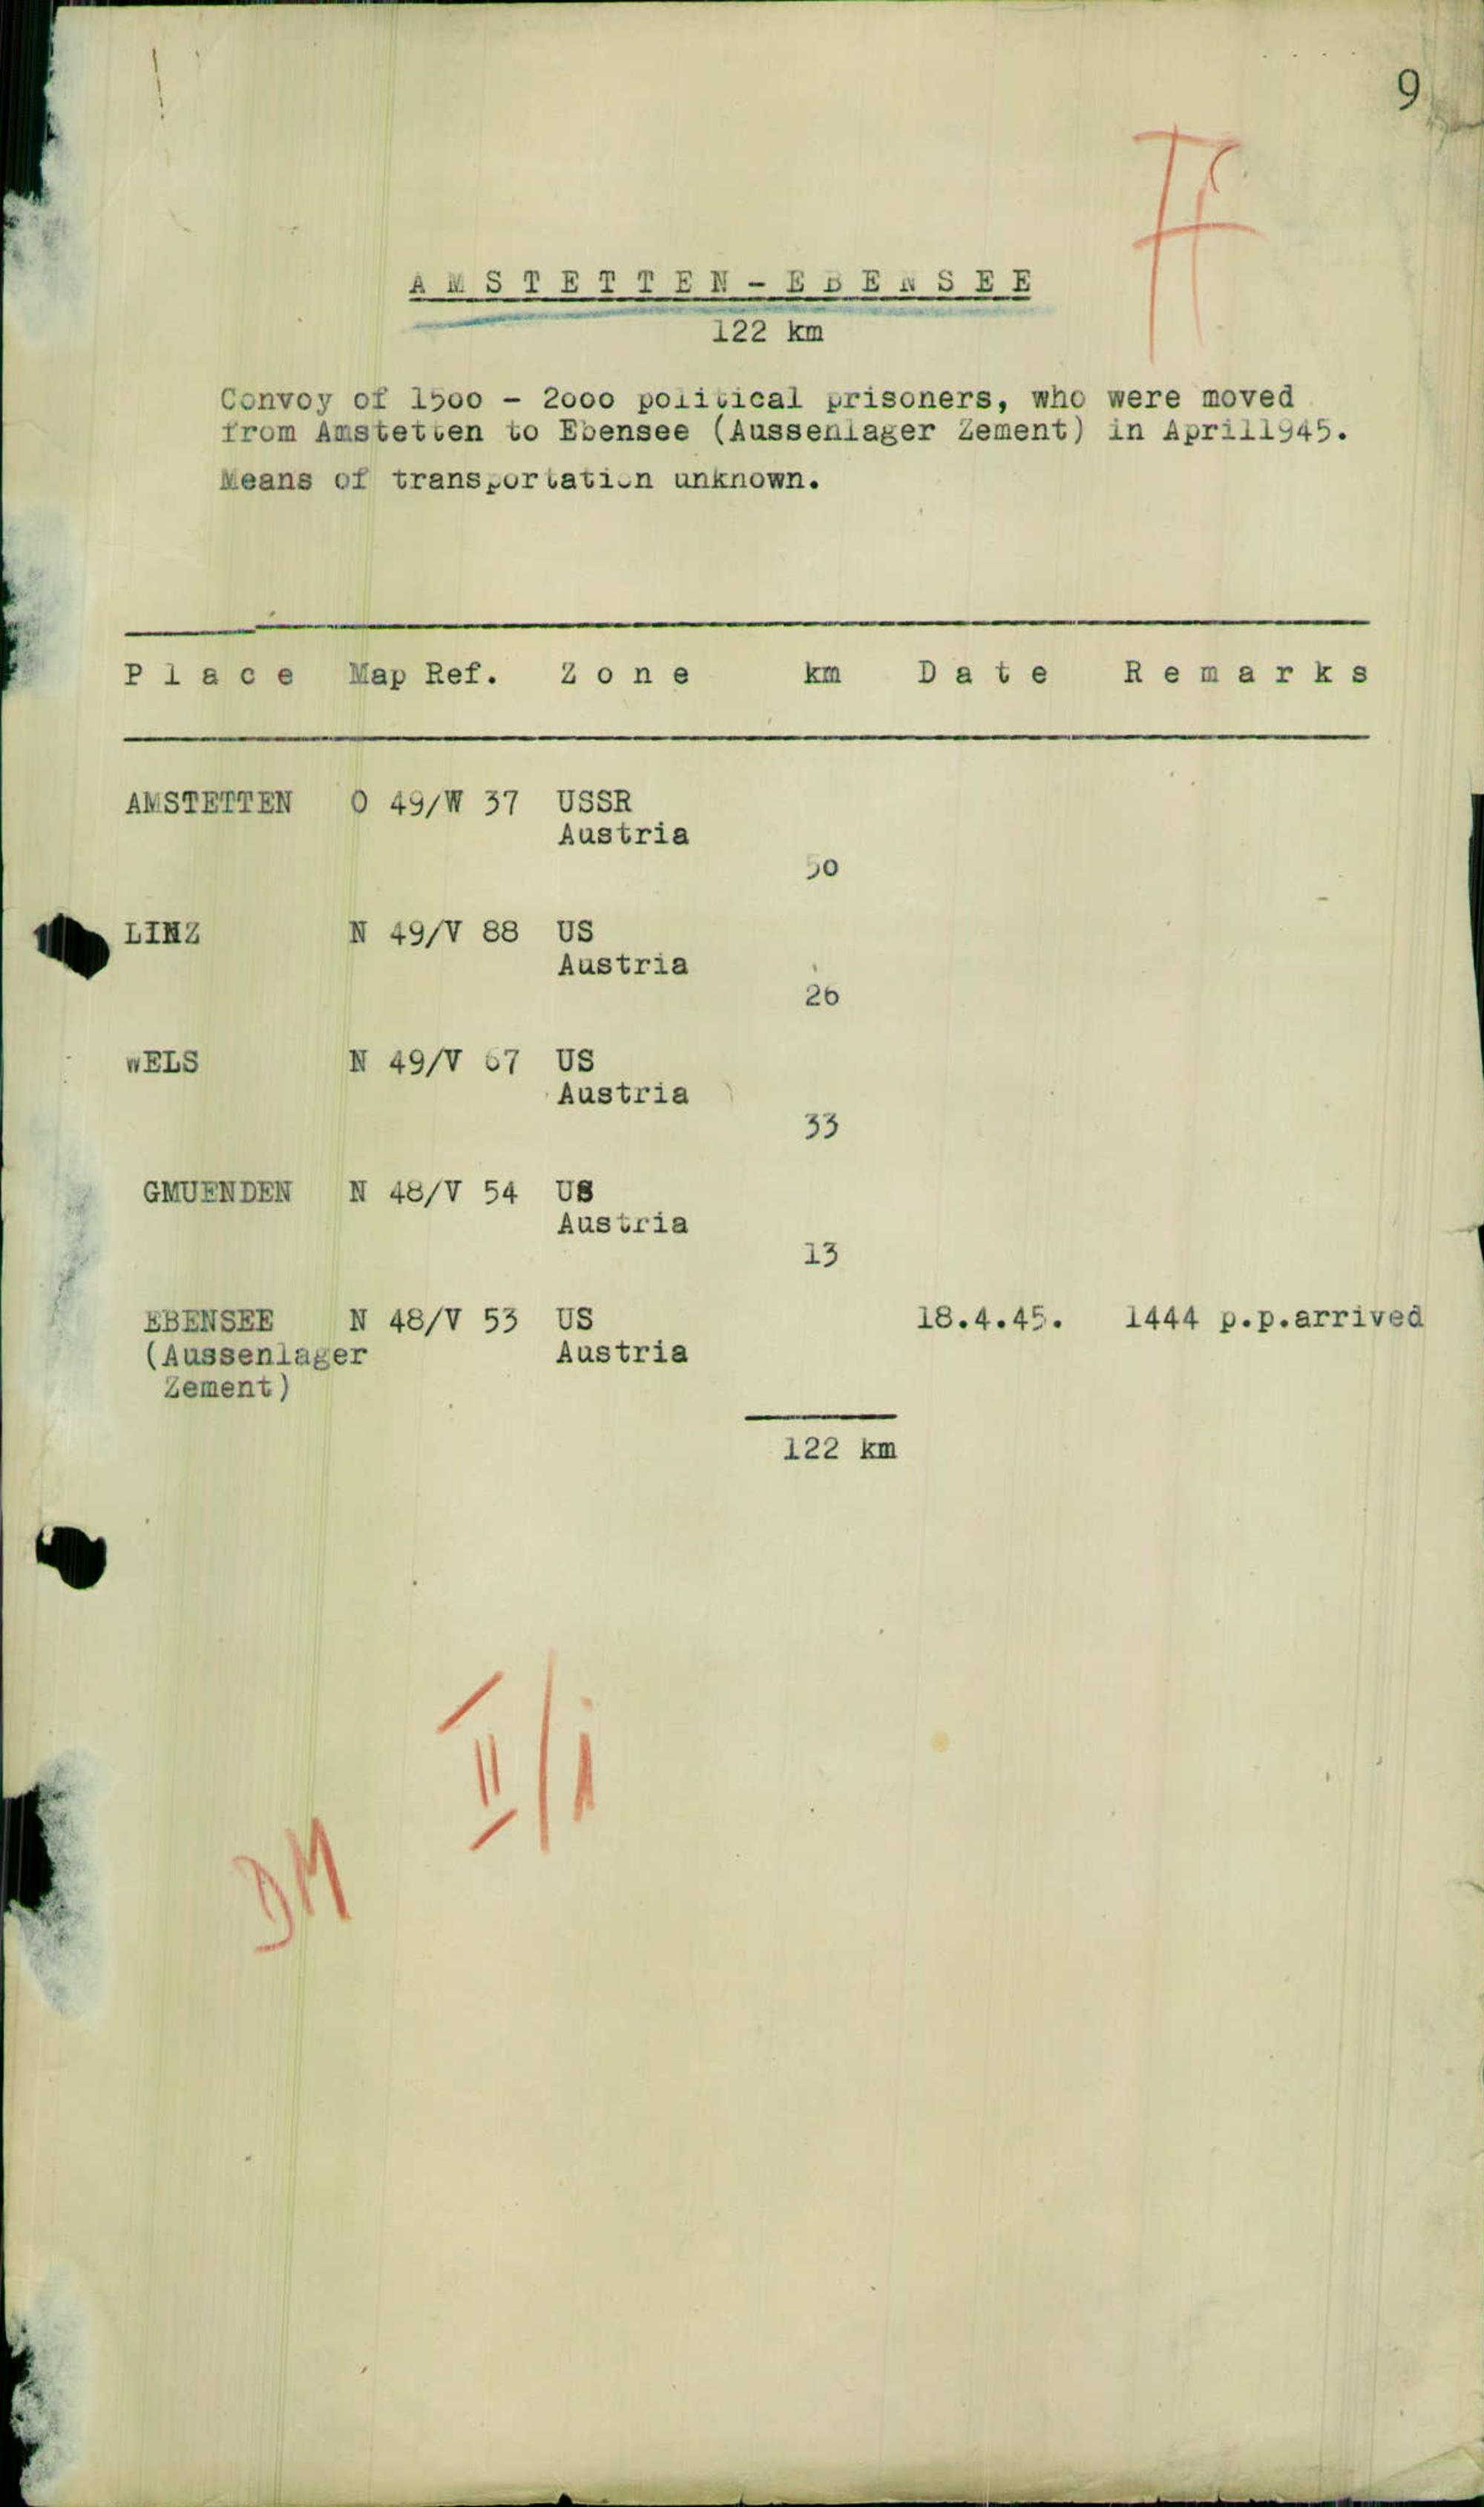 9
AMSTETTEN - EBENSEE
122 km
Convoy of 1500 - 2000 political prisoners, who were moved
from Amstetten to Ebensee (Aussenlager Zement) in April1945.
Means of transportation unknown.
Place Map Ref. Zone km Date Remarks
AMSTETTEN O 49/W 37 USSR
Austria
50
LINZ N 49/V 88 US
Austria
26
WELS N 49/V 67 US
Austria
33
GMUENDEN N 48/V 54 US
Austria
13
EBENSEE N 48/V 53 US 18.4.45. 1444 p.p.arrived
(Aussenlager Austria
Zement)
122 km
II/1
DM